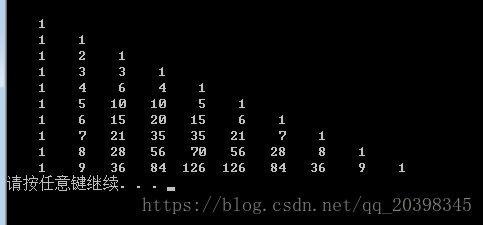 1
1 1
1 2 1
1 3 3 1
1 4 6 4 1
1 5 10 10 5 1
1 6 15 20 15 6 1
1 7 21 35 35 21 7 1
1 8 28 56 70 56 28 8 1
1 9 36 84 126 126 84 36 9 1
请按任意键继续. . .
https://blog.csdn.net/qq_20398345